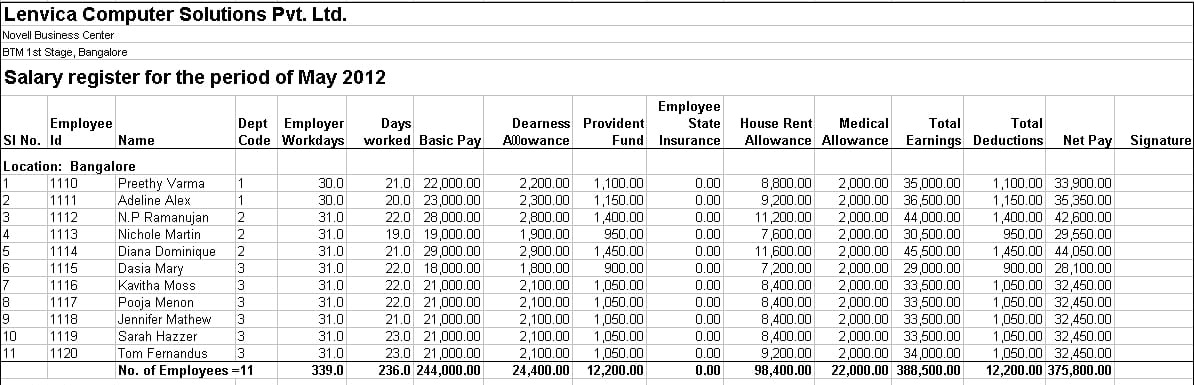 Lenvica Computer Solutions Pvt. Ltd.
Novell Business Center
BTM 1st Stage, Bangalore
Salary register for the period of May 2012
Employee
Employee Dept Employer Days Dearness Provident State House Rent Medical Total Total
Sl No. Id Name Code Workdays worked Basic Pay Allowance Fund Insurance Allowance Allowance Earnings Deductions Net Pay Signature
Location: Bangalore
1 1110 Preethy Varma 1 30.0 21.0 22,000.00 2,200.00 1,100.00 0.00 8,800.00 2,000.00 35,000.00 1,100.00 33,900.00
2 1111 Adeline Alex 1 30.0 20.0 23,000.00 2,300.00 1,150.00 0.00 9,200.00 2,000.00 36,500.00 1,150.00 35,350.00
3 1112 N.P Ramanujan 2 31.0 22.0 28,000.00 2,800.00 1,400.00 0.00 11,200.00 2,000.00 44,000.00 1,400.00 42,600.00
4 1113 Nichole Martin 2 31.0 19.0 19,000.00 1,900.00 950.00 0.00 7,600.00 2,000.00 30,500.00 950.00 29,550.00
5 1114 Diana Dominique 2 31.0 21.0 29,000.00 2,900.00 1,450.00 0.00 11,600.00 2,000.00 45,500.00 1,450.00 44,050.00
6 1115 Dasia Mary 3 31.0 22.0 18,000.00 1,800.00 900.00 0.00 7,200.00 2,000.00 29,000.00 900.00 28,100.00
7 1116 Kavitha Moss 3 31.0 22.0 21,000.00 2,100.00 1,050.00 0.00 8,400.00 2,000.00 33,500.00 1,050.00 32,450.00
8 1117 Pooja Menon 3 31.0 22.0 21,000.00 2,100.00 1,050.00 0.00 8,400.00 2,000.00 33,500.00 1,050.00 32,450.00
9 1118 Jennifer Mathew 3 31.0 21.0 21,000.00 2,100.00 1,050.00 0.00 8,400.00 2,000.00 33,500.00 1,050.00 32,450.00
10 1119 Sarah Hazzer 3 31.0 23.0 21,000.00 2,100.00 1,050.00 0.00 8,400.00 2,000.00 33,500.00 1,050.00 32,450.00
11 1120 Tom Fernandus 3 31.0 23.0 21,000.00 2,100.00 1,050.00 0.00 9,200.00 2,000.00 34,000.00 1,050.00 32,450.00
No. of Employees =11 339.0 236.0 244,000.00 24,400.00 12,200.00 0.00 98,400.00 22,000.00 388,500.00 12,200.00 375,800.00